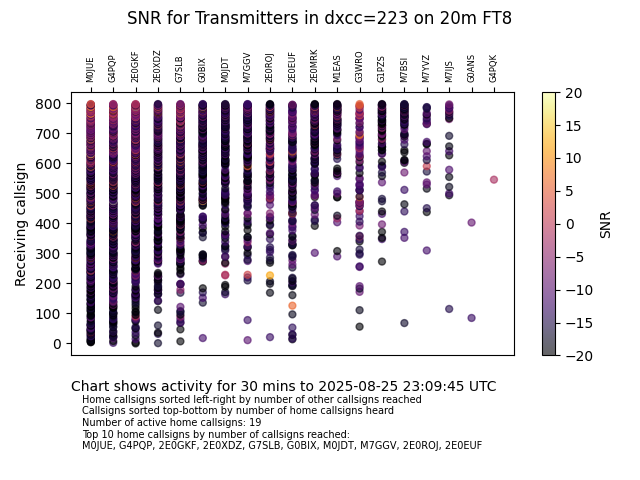 SNR for Transmitters in dxcc=223 on 20m FT8
M0JUE G4PQP 2E0GKF 2E0XDZ G7SLB G0BIX M0JDT M7GGV 2E0ROJ 2E0EUF 2E0MRK M1EAS G3WRO G1PZS M7BSI M7YVZ M7IJS G0ANS G4PQK
Receiving callsign
800
700
600
500
400
300
200
100
0
20
15
10
5
0
−5
−10
−15
−20
SNR
Chart shows activity for 30 mins to 2025-08-25 23:09:45 UTC
Home callsigns sorted left-right by number of other callsigns reached
Callsigns sorted top-bottom by number of home callsigns heard
Number of active home callsigns: 19
Top 10 home callsigns by number of callsigns reached:
M0JUE, G4PQP, 2E0GKF, 2E0XDZ, G7SLB, G0BIX, M0JDT, M7GGV, 2E0ROJ, 2E0EUF